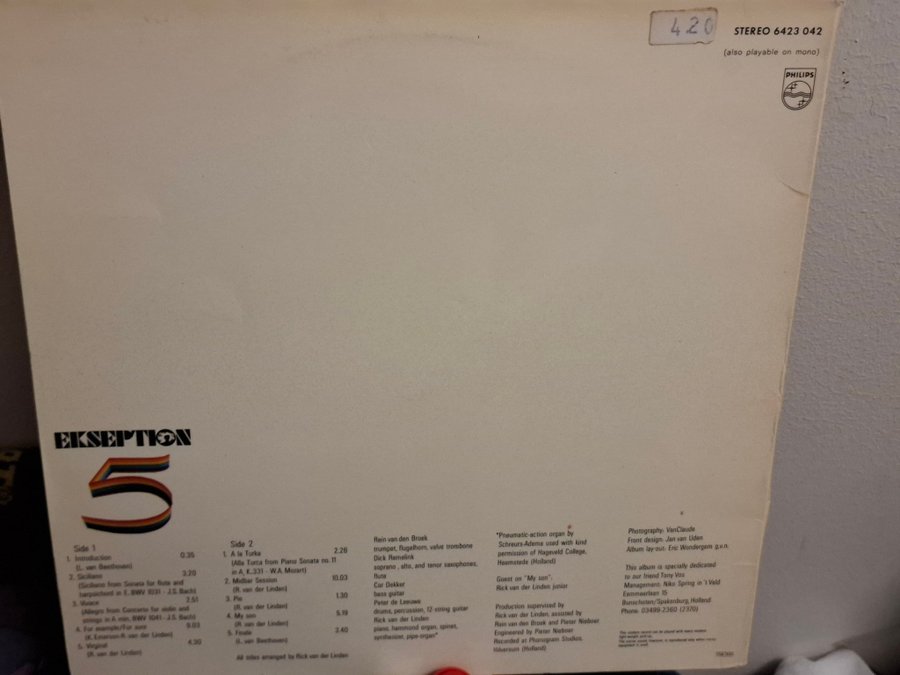 420
STEREO 6423 042
(also playable on mono)
PHILIPS
EKSEPTION
5
Side 1
1. Introduction 0:35
(L. van Beethoven)
2. Siciliano 3.20
(Siciliano from Sonata for flute and
harpsichord in E, BWV 1031 - J.S. Bach)
3. Vivace 2.51
(Allegro from Concerto for violin and
strings in A min, BWV 1041 - J.S. Bach)
4. For example/For sure 9.03
(K. Emerson-R. van der Linden)
5. Virginal 4.30
(R. van der Linden)
Side 2
1. A la Turka 2.26
(Alla Turca from Piano Sonata no. 11
in A, K.331 - W.A. Mozart)
2. Midbar Session 10.03
(R. van der Linden)
3. Pie 1.30
(R. van der Linden)
4. My son 5.19
(R. van der Linden)
5. Finale 3.40
(L. van Beethoven)
All titles arranged by Rick van der Linden
Rein van den Broek
trumpet, flugelhorn, valve trombone
Dick Remelink
soprano, alto, and tenor saxophones,
flute
Cor Dekker
bass guitar
Peter de Leeuwe
drums, percussion, 12-string guitar
Rick van der Linden
piano, hammond organ, spinet,
synthesizer, pipe-organ*
*Pneumatic-action organ by
Schreurs-Adema used with kind
permission of Hageveld College,
Heemstede (Holland)
Guest on "My son":
Rick van der Linden junior
Production supervised by
Rick van der Linden, assisted by
Rein van den Broek and Pieter Nieboer
Engineered by Pieter Nieboer
Recorded at Phonogram Studios,
Hilversum (Holland)
Photography: VanClaude
Front design: Jan van Uden
Album lay-out: Eric Wondergem g.v.n.
This album is specially dedicated
to our friend Tony Vos
Management: Niko Spring in 't Veld
Eemmeerlaan 15
Bunschoten/Spakenburg, Holland
Phone: 03499-2360 (2370)